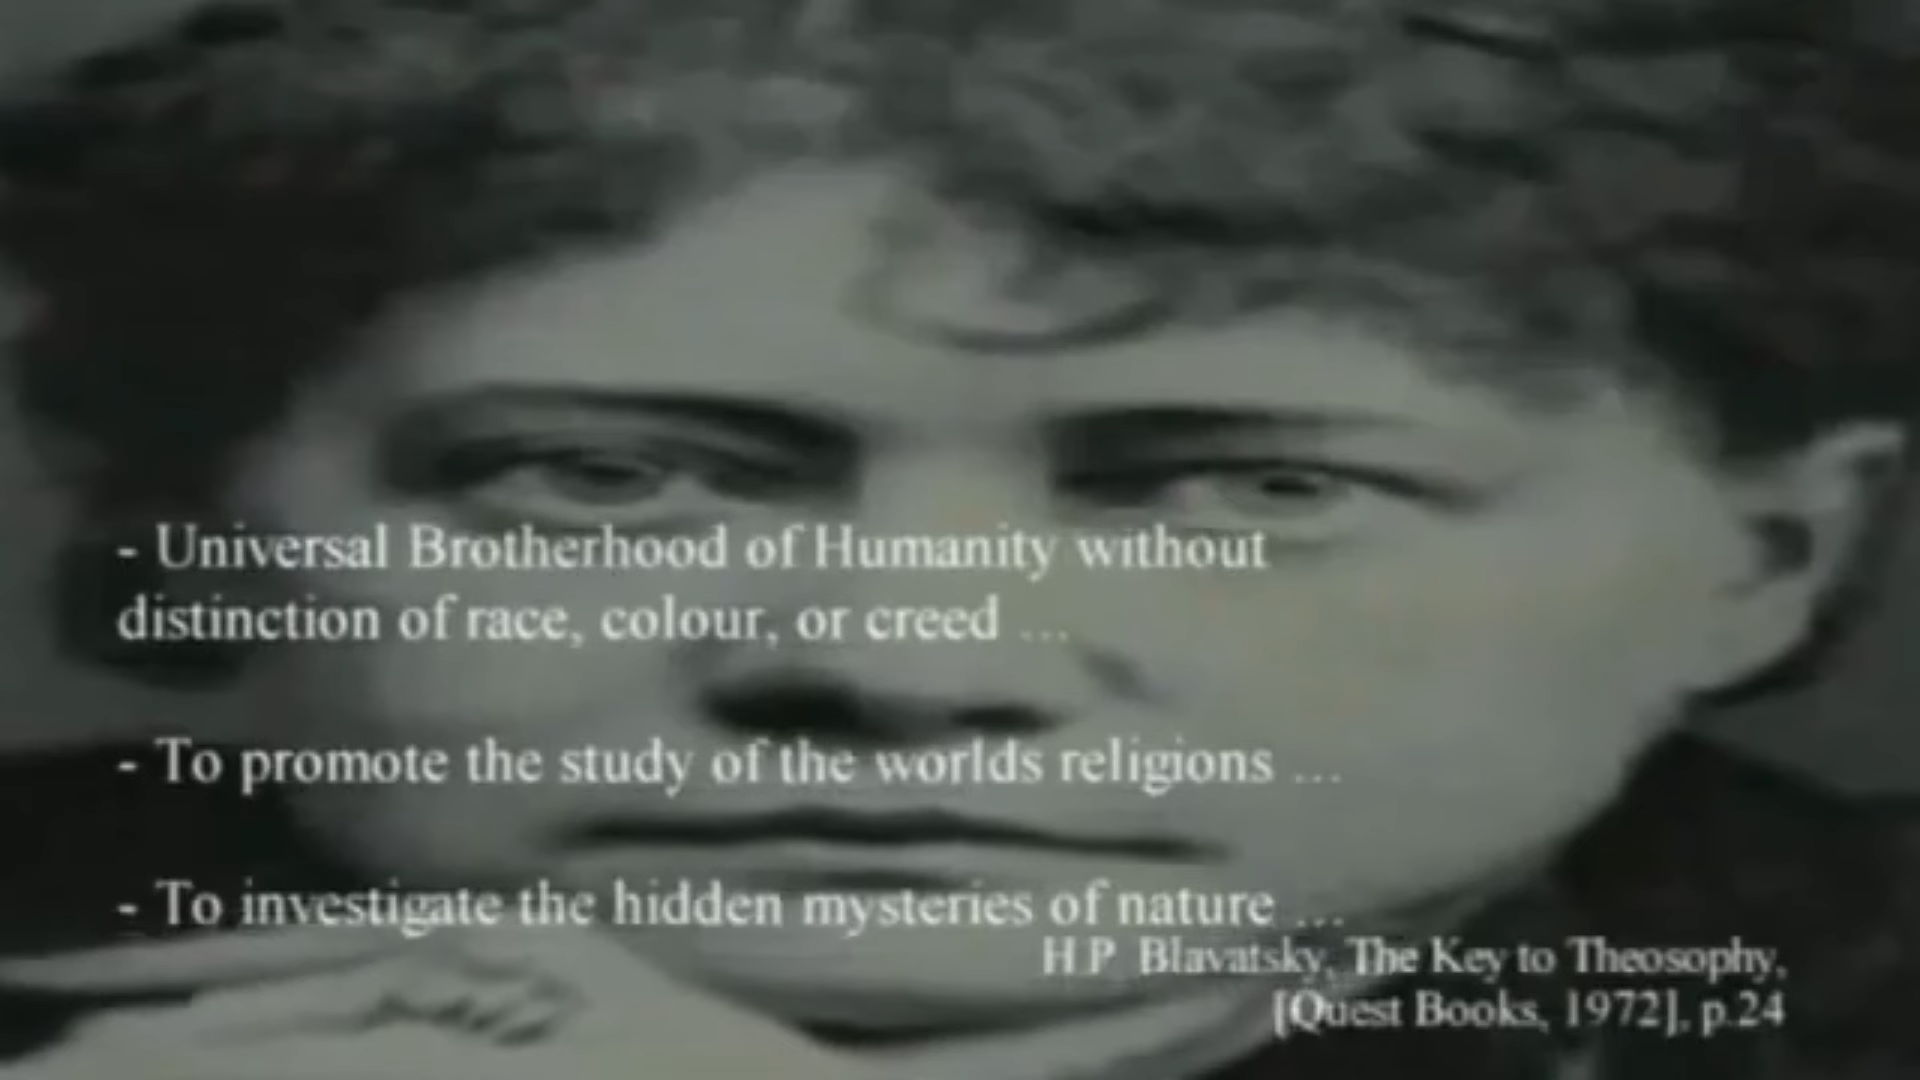 - Universal Brotherhood of Humanity without
distinction of race, colour, or creed ...
- To promote the study of the worlds religions ...
- To investigate the hidden mysteries of nature ...
H.P. Blavatsky, The Key to Theosophy,
[Quest Books, 1972], p.24